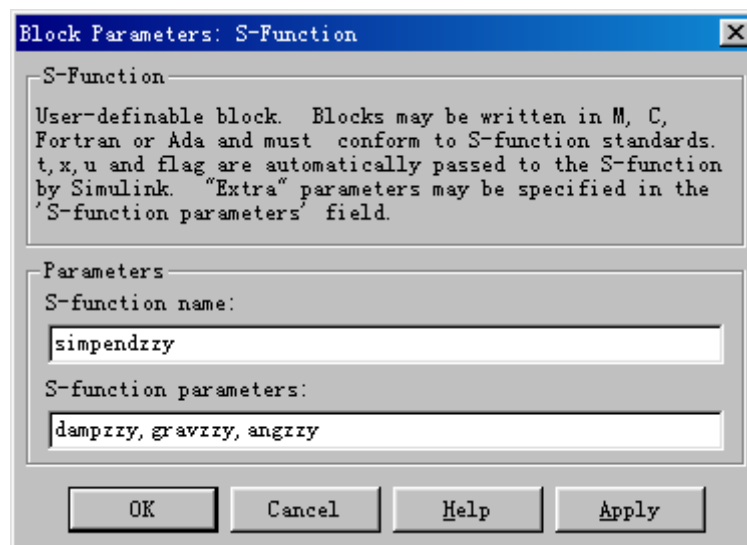 Block Parameters: S-Function
S-Function
User-definable block.  Blocks may be written in M, C,
Fortran or Ada and must  conform to S-function standards.
t,x,u and flag are automatically passed to the S-function
by Simulink.  "Extra" parameters may be specified in the
'S-function parameters' field.
Parameters
S-function name:
simpendzzy
S-function parameters:
dampzzy, gravzzy, angzzy
OK Cancel Help Apply